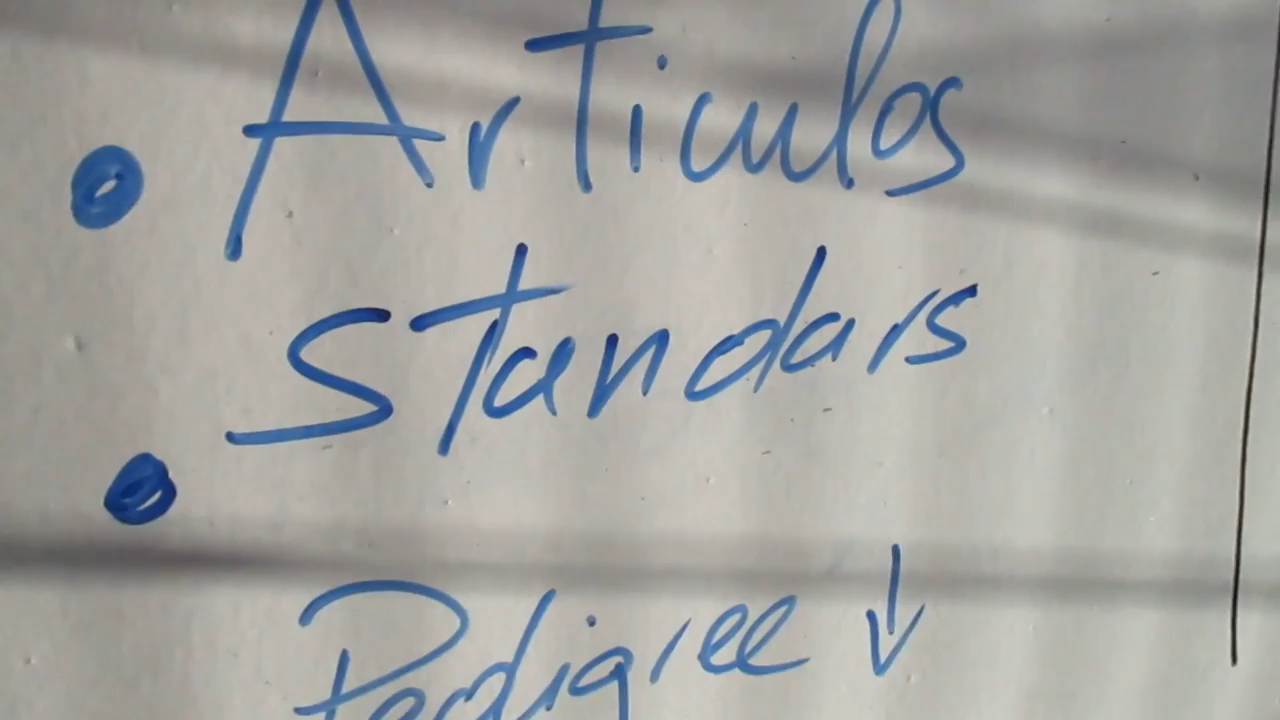 • Articulos
standars
• Pedigree ↓